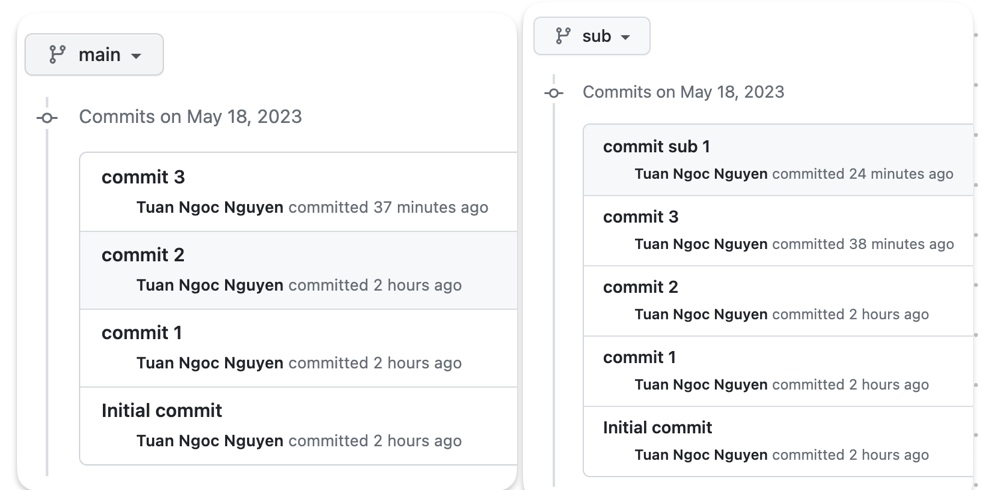 main
Commits on May 18, 2023
commit 3
Tuan Ngoc Nguyen committed 37 minutes ago
commit 2
Tuan Ngoc Nguyen committed 2 hours ago
commit 1
Tuan Ngoc Nguyen committed 2 hours ago
Initial commit
Tuan Ngoc Nguyen committed 2 hours ago
sub
Commits on May 18, 2023
commit sub 1
Tuan Ngoc Nguyen committed 24 minutes ago
commit 3
Tuan Ngoc Nguyen committed 38 minutes ago
commit 2
Tuan Ngoc Nguyen committed 2 hours ago
commit 1
Tuan Ngoc Nguyen committed 2 hours ago
Initial commit
Tuan Ngoc Nguyen committed 2 hours ago